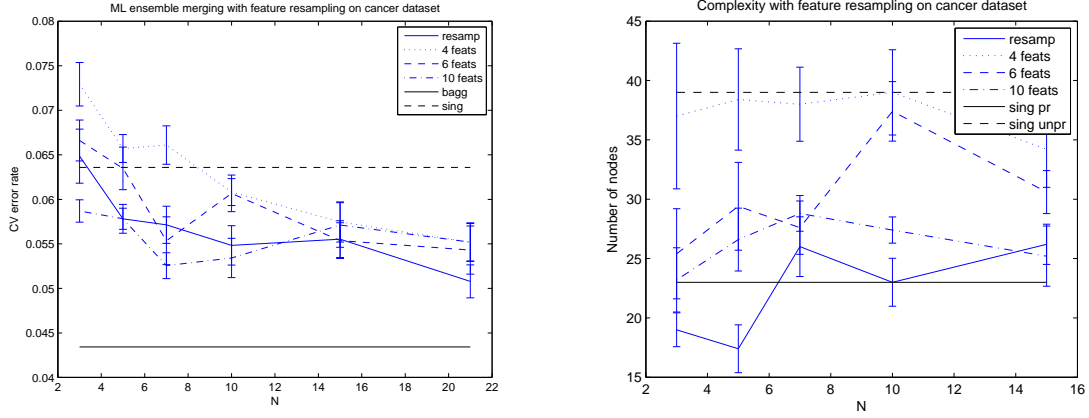 ML ensemble merging with feature resampling on cancer dataset
0.08
0.075
0.07
0.065
0.06
0.055
0.05
0.045
0.04
CV error rate
2 4 6 8 10 12 14 16 18 20 22
N
resamp
4 feats
6 feats
10 feats
bagg
sing
Complexity with feature resampling on cancer dataset
45
40
35
30
25
20
15
Number of nodes
2 4 6 8 10 12 14 16
N
resamp
4 feats
6 feats
10 feats
sing pr
sing unpr